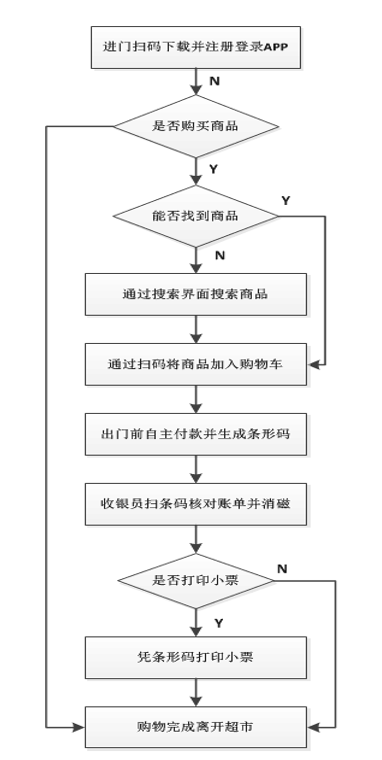 进门扫码下载并注册登录APP
N
是否购买商品
Y
能否找到商品
Y
N
通过搜索界面搜索商品
通过扫码将商品加入购物车
出门前自主付款并生成条形码
收银员扫条码核对账单并消磁
是否打印小票
N
Y
凭条形码打印小票
购物完成离开超市